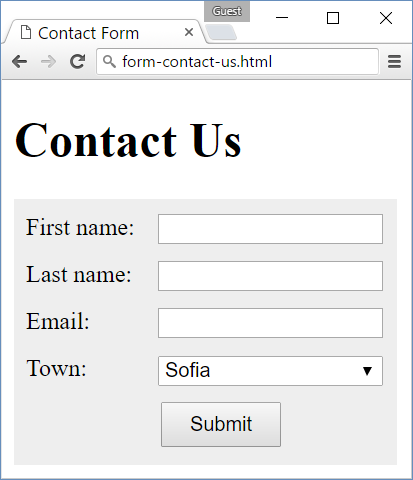 Guest
Contact Form
form-contact-us.html
Contact Us
First name:
Last name:
Email:
Town: Sofia
Submit